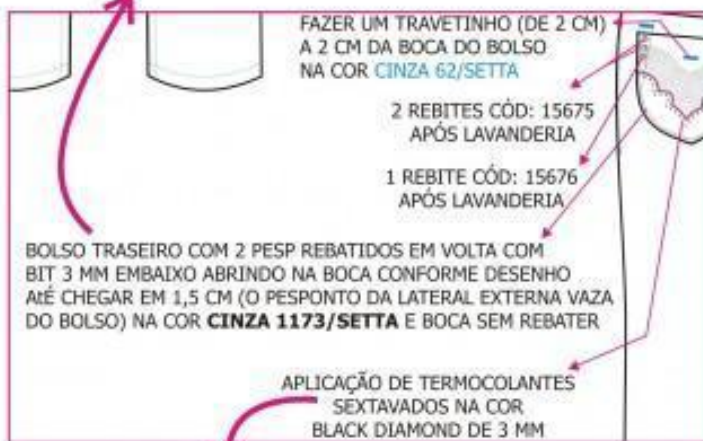 FAZER UM TRAVETINHO (DE 2 CM)
A 2 CM DA BOCA DO BOLSO
NA COR CINZA 62/SETTA
2 REBITES CÓD: 15675
APÓS LAVANDERIA
1 REBITE CÓD: 15676
APÓS LAVANDERIA
BOLSO TRASEIRO COM 2 PESP REBATIDOS EM VOLTA COM
BIT 3 MM EMBAIXO ABRINDO NA BOCA CONFORME DESENHO
AtÉ CHEGAR EM 1,5 CM (O PESPONTO DA LATERAL EXTERNA VAZA
DO BOLSO) NA COR CINZA 1173/SETTA E BOCA SEM REBATER
APLICAÇÃO DE TERMOCOLANTES
SEXTAVADOS NA COR
BLACK DIAMOND DE 3 MM